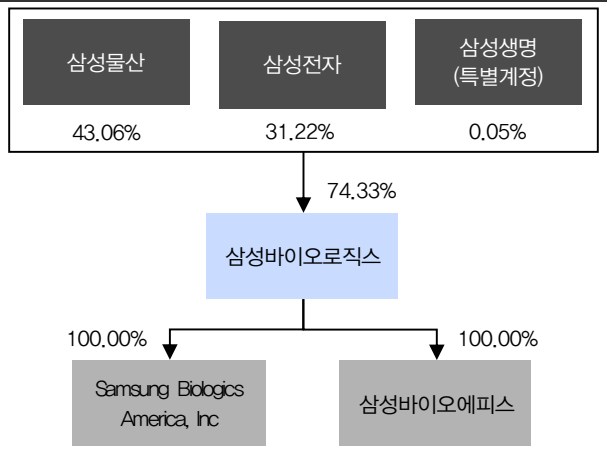 삼성물산
삼성전자
삼성생명
(특별계정)
43.06%
31.22%
0.05%
74.33%
삼성바이오로직스
100.00%
100.00%
Samsung Biologics
America, Inc
삼성바이오에피스